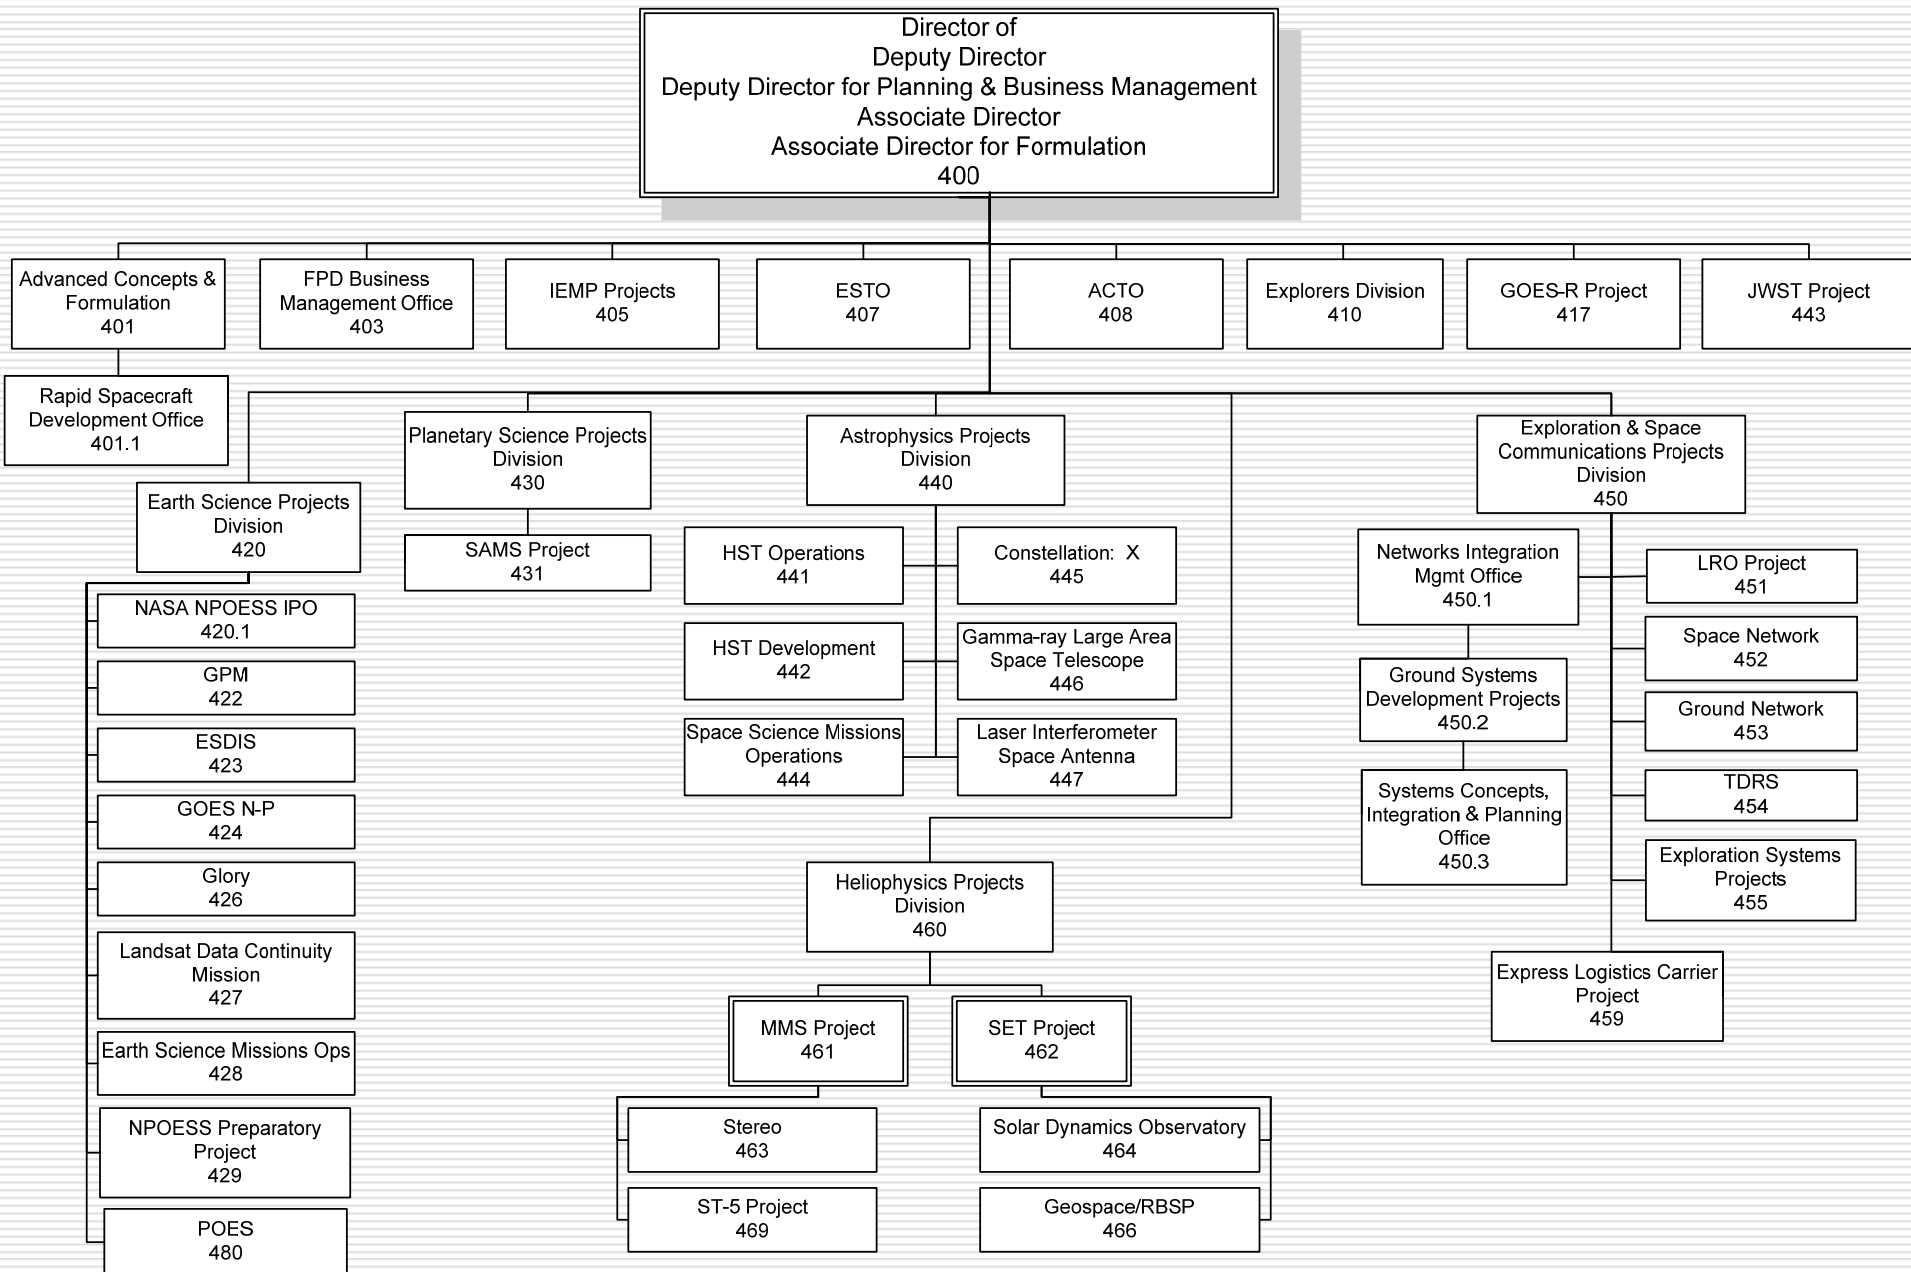 Director of
Deputy Director
Deputy Director for Planning & Business Management
Associate Director
Associate Director for Formulation
400
Advanced Concepts &
Formulation
401
FPD Business
Management Office
403
IEMP Projects
405
ESTO
407
ACTO
408
Explorers Division
410
GOES-R Project
417
JWST Project
443
Rapid Spacecraft
Development Office
401.1
Earth Science Projects
Division
420
NASA NPOESS IPO
420.1
GPM
422
ESDIS
423
GOES N-P
424
Glory
426
Landsat Data Continuity
Mission
427
Earth Science Missions Ops
428
NPOESS Preparatory
Project
429
POES
480
Planetary Science Projects
Division
430
SAMS Project
431
Astrophysics Projects
Division
440
HST Operations
441
Constellation: X
445
HST Development
442
Gamma-ray Large Area
Space Telescope
446
Space Science Missions
Operations
444
Laser Interferometer
Space Antenna
447
Heliophysics Projects
Division
460
MMS Project
461
SET Project
462
Stereo
463
ST-5 Project
469
Solar Dynamics Observatory
464
Geospace/RBSP
466
Exploration & Space
Communications Projects
Division
450
Networks Integration
Mgmt Office
450.1
Ground Systems
Development Projects
450.2
Systems Concepts,
Integration & Planning
Office
450.3
LRO Project
451
Space Network
452
Ground Network
453
TDRS
454
Exploration Systems
Projects
455
Express Logistics Carrier
Project
459